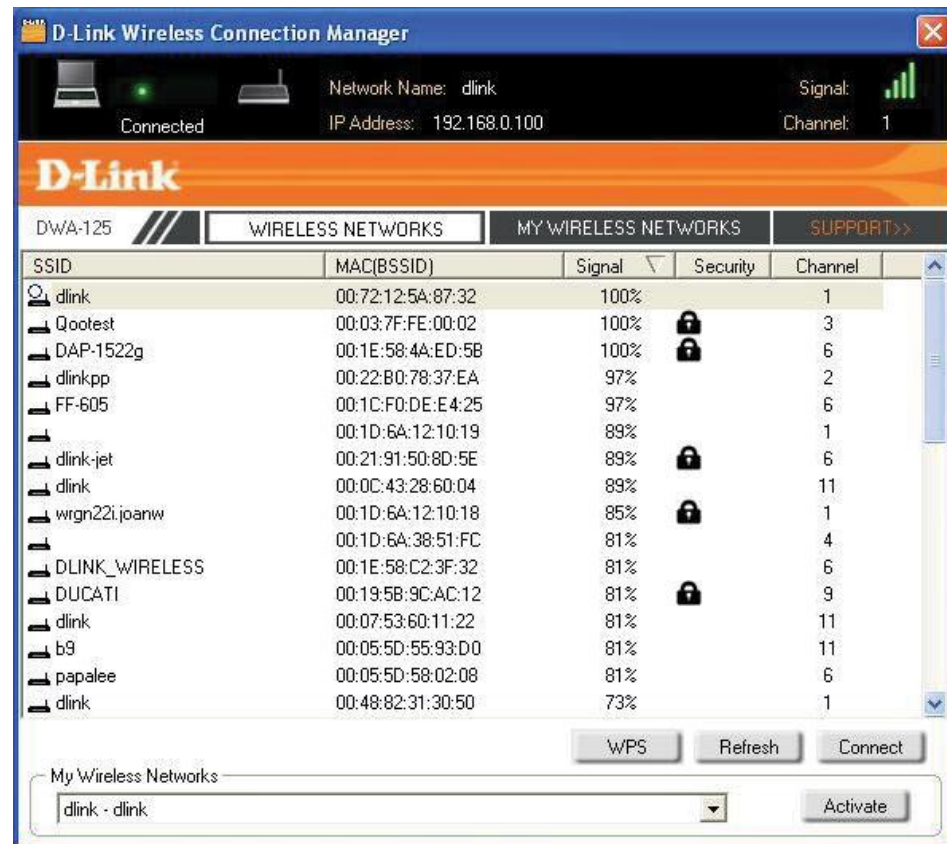 D-Link Wireless Connection Manager
Network Name: dlink Signal:
Connected IP Address: 192.168.0.100 Channel: 1
D-Link
DWA-125 WIRELESS NETWORKS MY WIRELESS NETWORKS SUPPORT>>
SSID MAC(BSSID) Signal Security Channel
dlink 00:72:12:5A:87:32 100% 1
Qootest 00:03:7F:FE:00:02 100% 3
DAP-1522g 00:1E:58:4A:ED:5B 100% 6
dlinkpp 00:22:B0:78:37:EA 97% 2
FF-605 00:1C:F0:DE:E4:25 97% 6
00:1D:6A:12:10:19 89% 1
dlink-jet 00:21:91:50:8D:5E 89% 6
dlink 00:0C:43:28:60:04 89% 11
wrgn22i.joanw 00:1D:6A:12:10:18 85% 1
00:1D:6A:38:51:FC 81% 4
DLINK_WIRELESS 00:1E:58:C2:3F:32 81% 6
DUCATI 00:19:5B:9C:AC:12 81% 9
dlink 00:07:53:60:11:22 81% 11
b9 00:05:5D:55:93:D0 81% 11
papalee 00:05:5D:58:02:08 81% 6
dlink 00:48:82:31:30:50 73% 1
WPS Refresh Connect
My Wireless Networks
dlink - dlink Activate